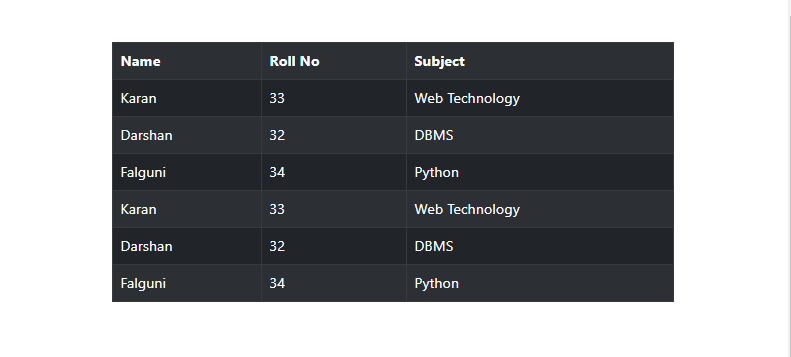 Name Roll No Subject
Karan 33 Web Technology
Darshan 32 DBMS
Falguni 34 Python
Karan 33 Web Technology
Darshan 32 DBMS
Falguni 34 Python